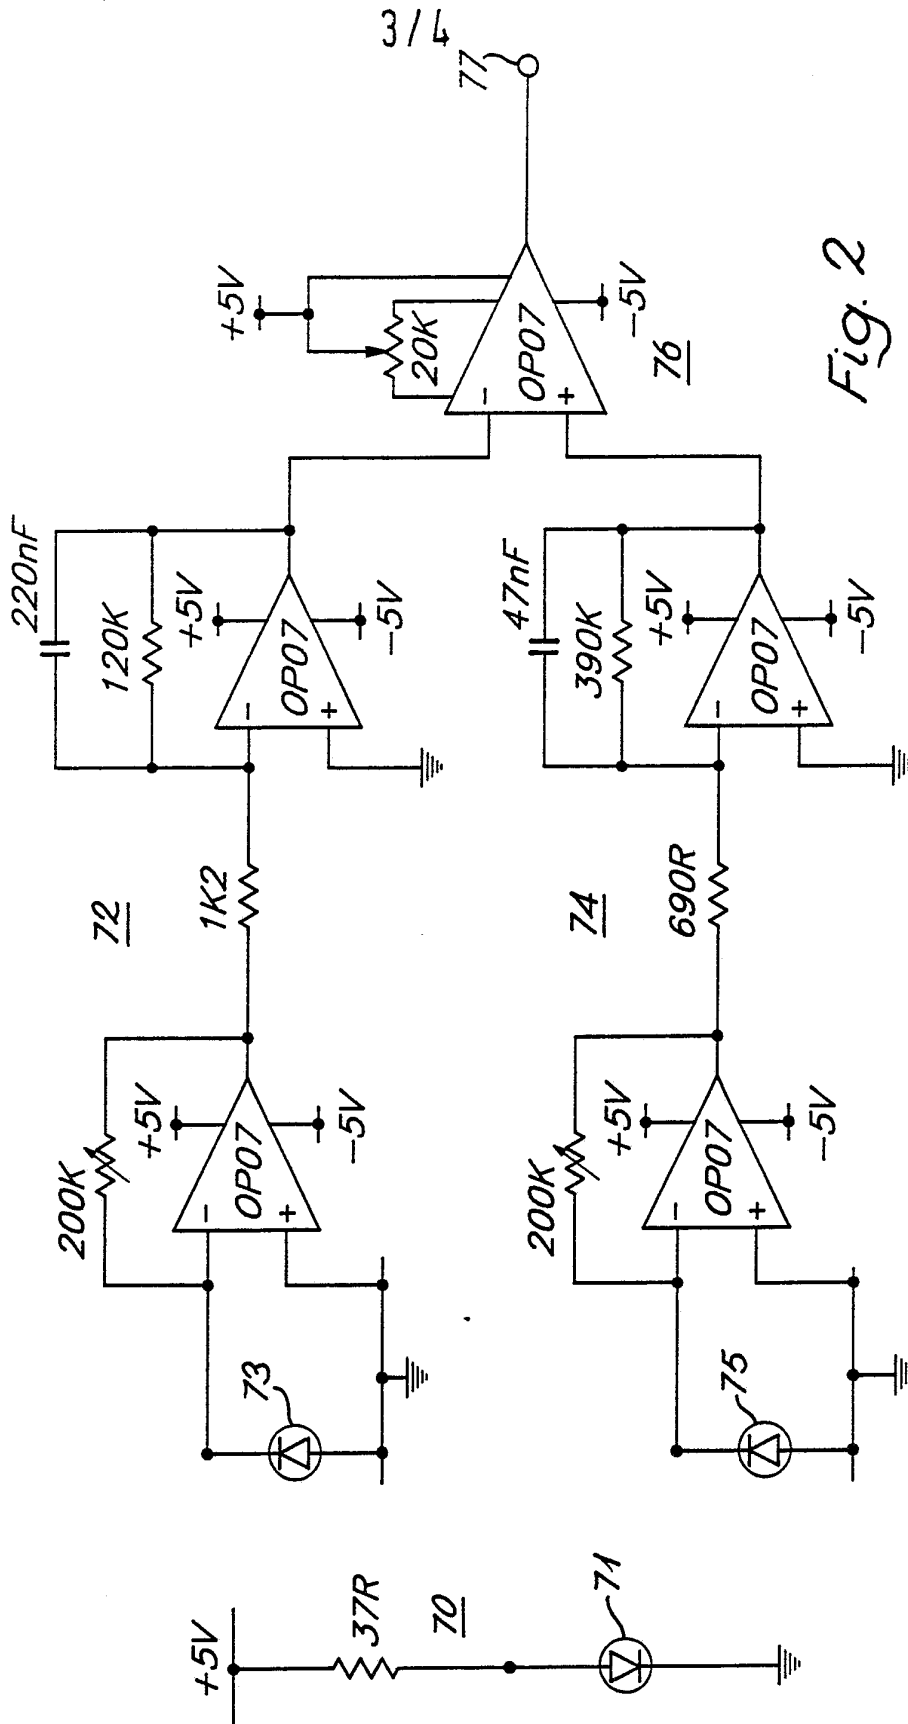 3/4
77
+5V
20K
OP07
-
+
-5V
76
Fig. 2
220nF
120K
+5V
OP07
-
+
-5V
47nF
390K
+5V
OP07
-
+
-5V
72
1K2
74
690R
200K
+5V
OP07
-
+
-5V
73
200K
+5V
OP07
-
+
-5V
75
+5V
37R
70
71